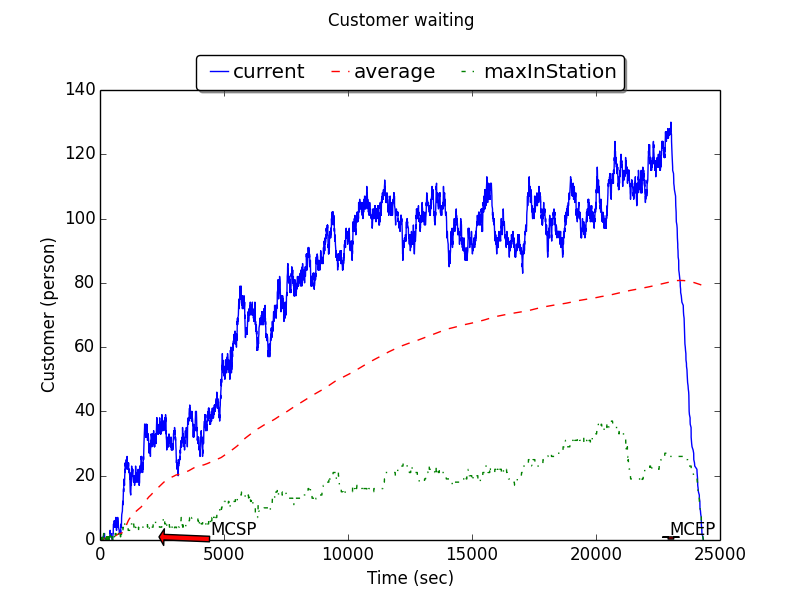 Customer waiting
current average maxInStation
140
120
100
80
60
40
20
0
Customer (person)
MCSP
MCEP
0 5000 10000 15000 20000 25000
Time (sec)